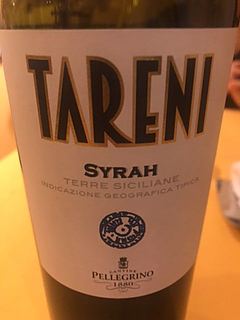 TARENI
SYRAH
TERRE SICILIANE
INDICAZIONE GEOGRAFICA TIPICA
CANTINE
PELLEGRINO
1880